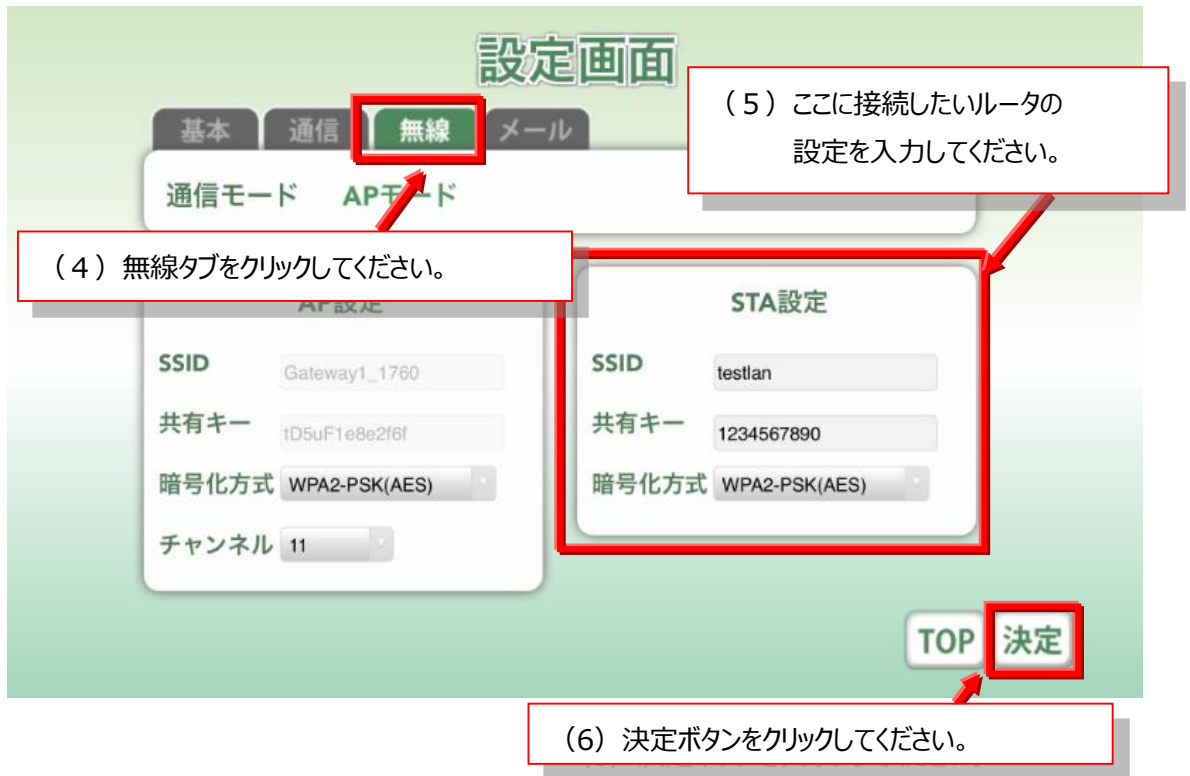 設定画面
（５）ここに接続したいルータの
設定を入力してください。
基本 通信 無線 メール
通信モード APモード
（４）無線タブをクリックしてください。
AP設定
STA設定
SSID Gateway1_1760
共有キー tD5uF1e8e2f6f
暗号化方式 WPA2-PSK(AES)
チャンネル 11
SSID testlan
共有キー 1234567890
暗号化方式 WPA2-PSK(AES)
TOP 決定
（6）決定ボタンをクリックしてください。